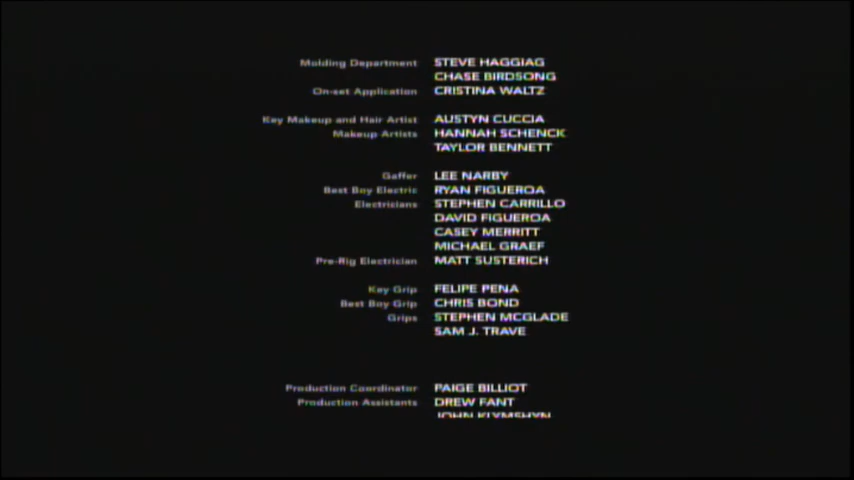 Molding Department STEVE HAGGIAG
CHASE BIRDSONG
On-set Application CRISTINA WALTZ
Key Makeup and Hair Artist AUSTYN CUCCIA
Makeup Artists HANNAH SCHENCK
TAYLOR BENNETT
Gaffer LEE NARBY
Best Boy Electric RYAN FIGUEROA
Electricians STEPHEN CARRILLO
DAVID FIGUEROA
CASEY MERRITT
MICHAEL GRAEF
Pre-Rig Electrician MATT SUSTERICH
Key Grip FELIPE PENA
Best Boy Grip CHRIS BOND
Grips STEPHEN MCGLADE
SAM J. TRAVE
Production Coordinator PAIGE BILLIOT
Production Assistants DREW FANT
JOHN KLYMSHYN